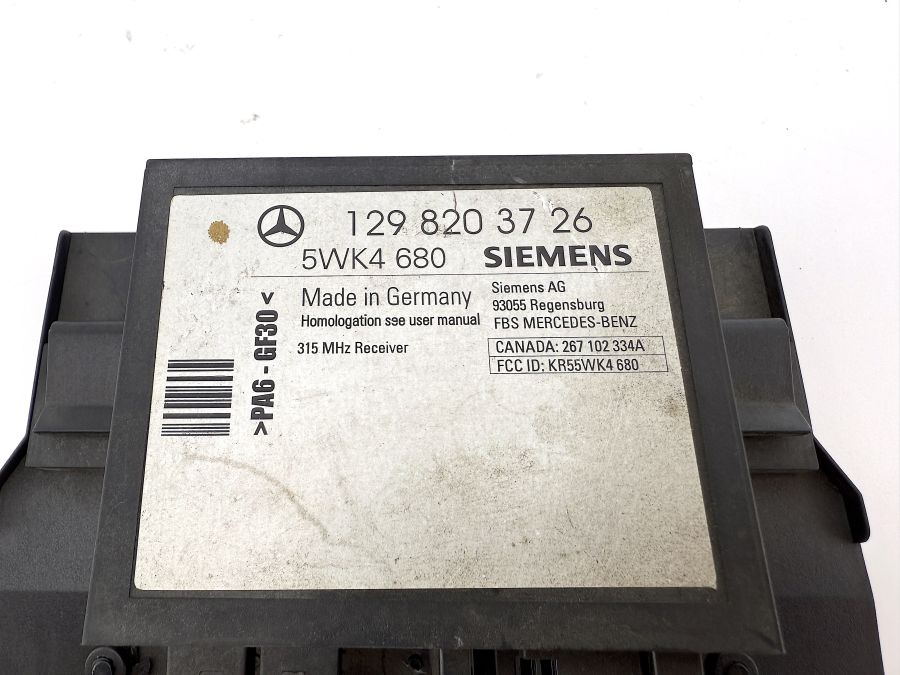 129 820 37 26
5WK4 680 SIEMENS
Made in Germany
Homologation see user manual
315 MHz Receiver
Siemens AG
93055 Regensburg
FBS MERCEDES-BENZ
CANADA: 267 102 334A
FCC ID: KR55WK4 680
>PA6 - GF30<